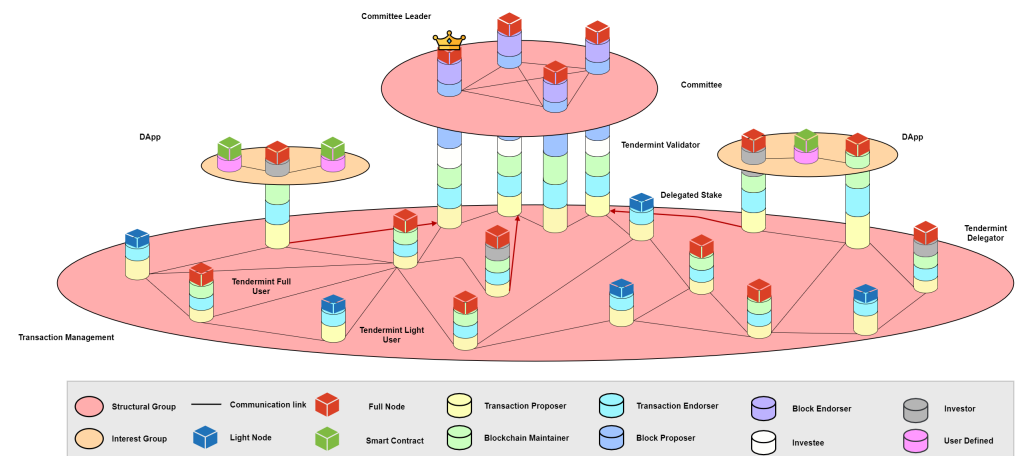 Committee Leader
Committee
DApp
DApp
Tendermint Validator
Delegated Stake
Tendermint
Delegator
Tendermint Full
User
Tendermint Light
User
Transaction Management
Structural Group
Communication link
Full Node
Transaction Proposer
Transaction Endorser
Block Endorser
Investor
Interest Group
Light Node
Smart Contract
Blockchain Maintainer
Block Proposer
Investee
User Defined